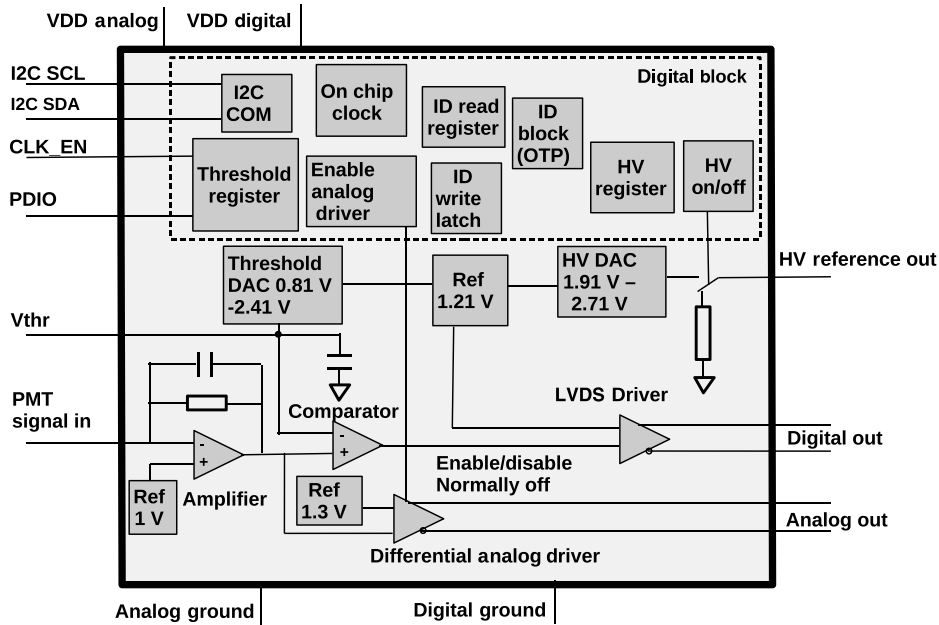 VDD analog
VDD digital
I2C SCL
I2C SDA
CLK_EN
PDIO
Digital block
I2C
COM
On chip
clock
ID read
register
ID
block
(OTP)
Threshold
register
Enable
analog
driver
ID
write
latch
HV
register
HV
on/off
Threshold
DAC 0.81 V
-2.41 V
Ref
1.21 V
HV DAC
1.91 V –
2.71 V
HV reference out
Vthr
PMT
signal in
Comparator
LVDS Driver
-
+
-
+
Digital out
Ref
1 V
Amplifier
Enable/disable
Normally off
Ref
1.3 V
Analog out
Differential analog driver
Analog ground
Digital ground